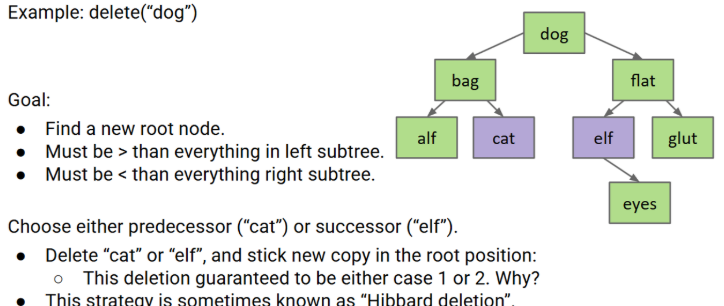 Example: delete("dog")
dog
bag
flat
Goal:
● Find a new root node.
● Must be > than everything in left subtree.
● Must be < than everything right subtree.
alf
cat
elf
glut
eyes
Choose either predecessor ("cat") or successor ("elf").
● Delete "cat" or "elf", and stick new copy in the root position:
○ This deletion guaranteed to be either case 1 or 2. Why?
● This strategy is sometimes known as "Hibbard deletion".